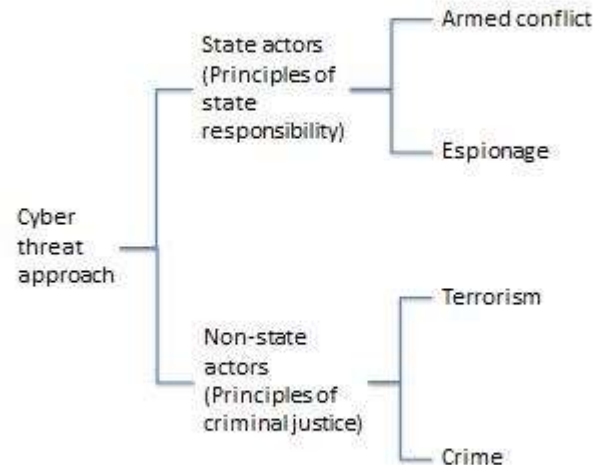 Cyber
threat
approach
State actors
(Principles of
state
responsibility)
Armed conflict
Espionage
Non-state
actors
(Principles of
criminal justice)
Terrorism
Crime